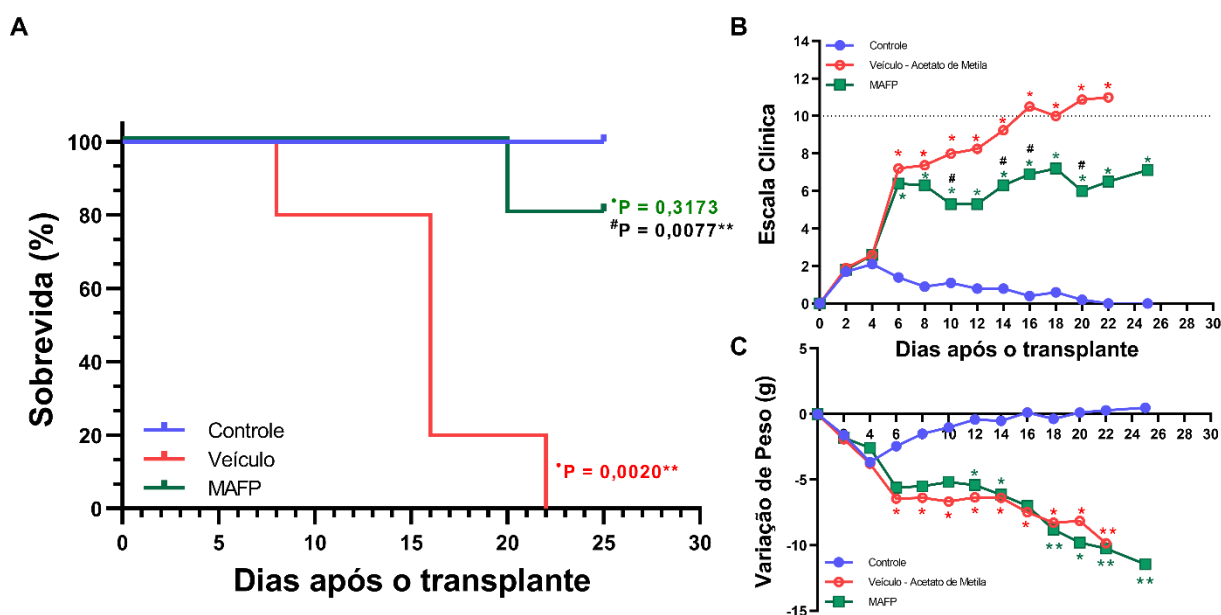 A
Sobrevida (%)
100
80
60
40
20
0
Controle
Veículo
MAFP
*P = 0,3173
#P = 0,0077**
*P = 0,0020**
0 5 10 15 20 25 30
Dias após o transplante
B
Escala Clínica
14
12
10
8
6
4
2
0
Controle
Veículo - Acetato de Metila
MAFP
* * * * * * * * *
* # * * # * # * * # * * *
0 2 4 6 8 10 12 14 16 18 20 22 24 26 28 30
Dias após o transplante
C
Variação de Peso (g)
5
0
-5
-10
-15
2 4 6 8 10 12 14 16 18 20 22 24 26 28 30
* *
* * * * * * * * **
** * ** **
Controle
Veículo - Acetato de Metila
MAFP